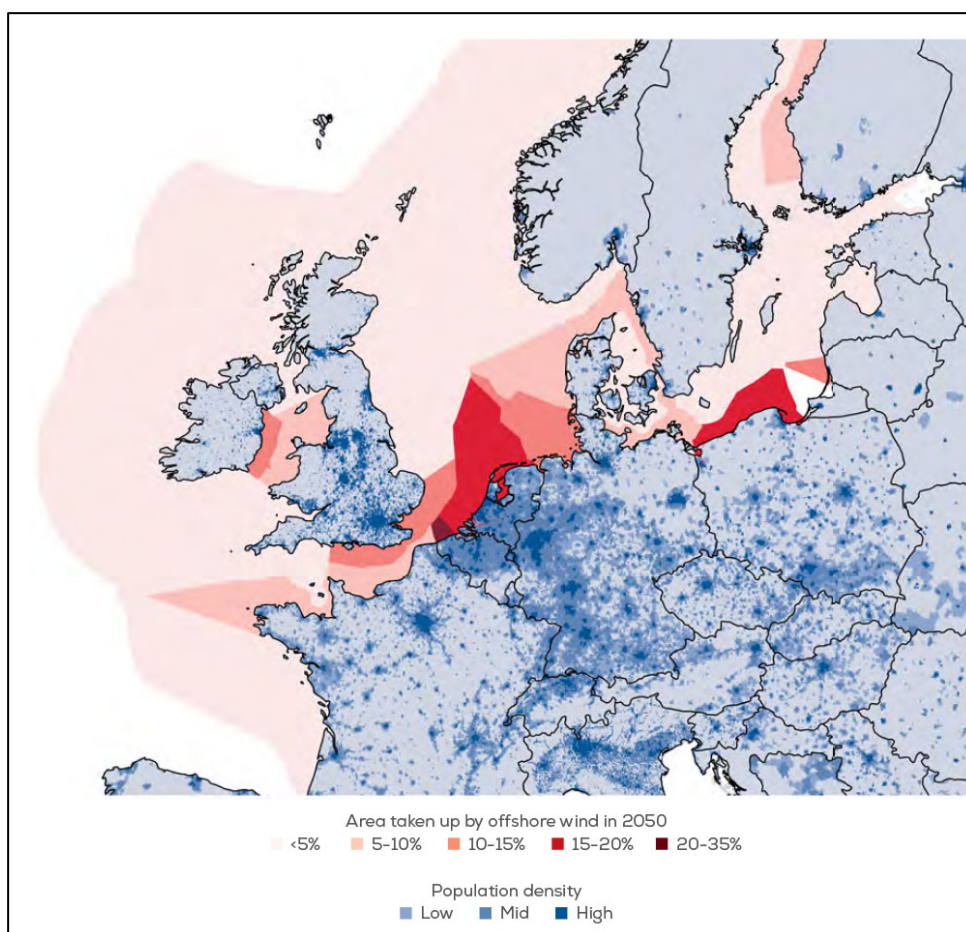 Area taken up by offshore wind in 2050
<5% 5-10% 10-15% 15-20% 20-35%
Population density
Low Mid High